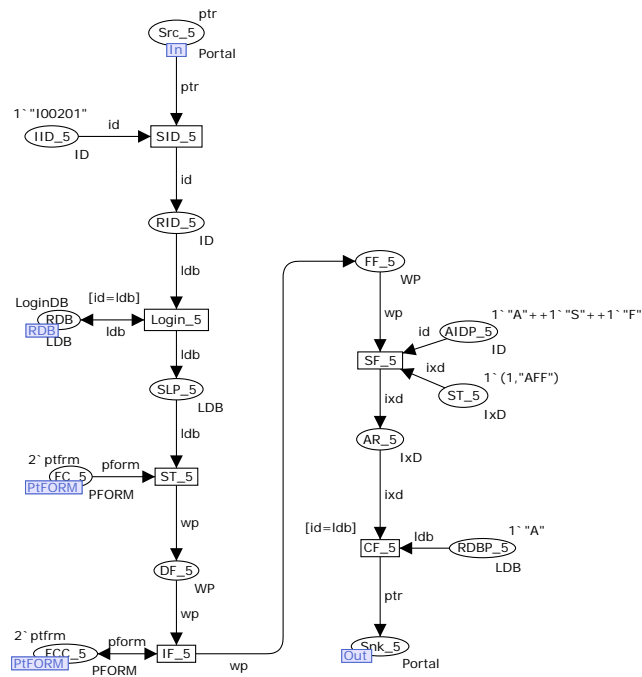 ptr
Src_5
In
Portal
ptr
1`"I00201"
id
IID_5
SID_5
ID
id
RID_5
ID
ldb
LoginDB
[id=ldb]
RDB
Login_5
RDB
ldb
LDB
ldb
SLP_5
LDB
ldb
2`ptfrm
pform
FC_5
ST_5
PtFORM
PFORM
wp
DF_5
WP
wp
2`ptfrm
pform
FCC_5
IF_5
PtFORM
PFORM
wp
FF_5
WP
wp
1`"A"++1`"S"++1`"F"
id
AIDP_5
ID
SF_5
ixd
1`(1,"AFF")
ST_5
IxD
ixd
AR_5
IxD
ixd
[id=ldb]
1`"A"
ldb
CF_5
RDBP_5
LDB
ptr
Snk_5
Out
Portal